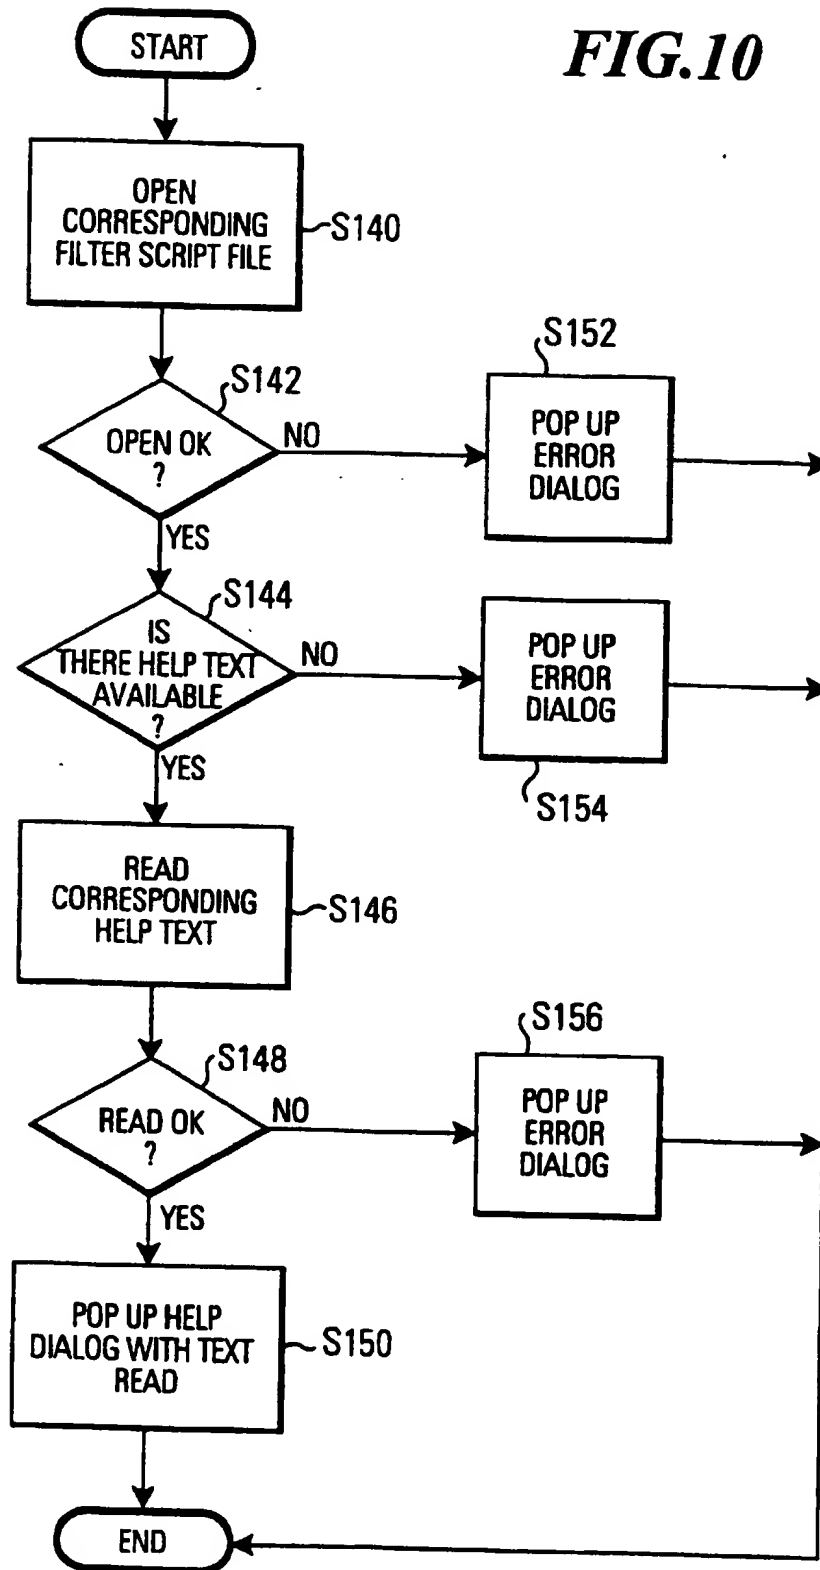 START
FIG.10
OPEN
CORRESPONDING
FILTER SCRIPT FILE
S140
S152
S142
OPEN OK
?
NO
POP UP
ERROR
DIALOG
YES
S144
IS
THERE HELP TEXT
AVAILABLE
?
NO
POP UP
ERROR
DIALOG
YES
S154
READ
CORRESPONDING
HELP TEXT
S146
S156
S148
READ OK
?
NO
POP UP
ERROR
DIALOG
YES
POP UP HELP
DIALOG WITH TEXT
READ
S150
END